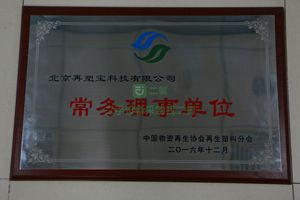 北京再塑宝科技有限公司
常务理事单位
中国物资再生协会再生塑料分会
二〇一六年十二月